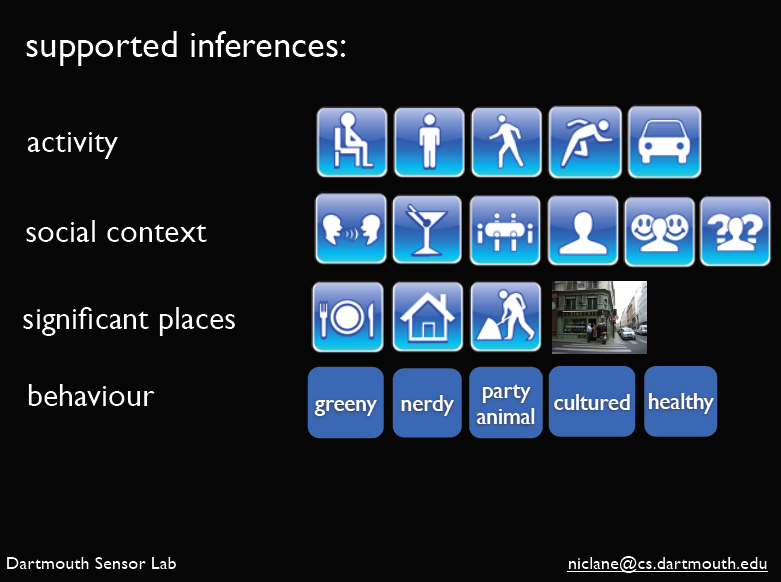 supported inferences:
activity
social context
??  ??
significant places
behaviour
greeny
nerdy
party
animal
cultured
healthy
Dartmouth Sensor Lab
niclane@cs.dartmouth.edu